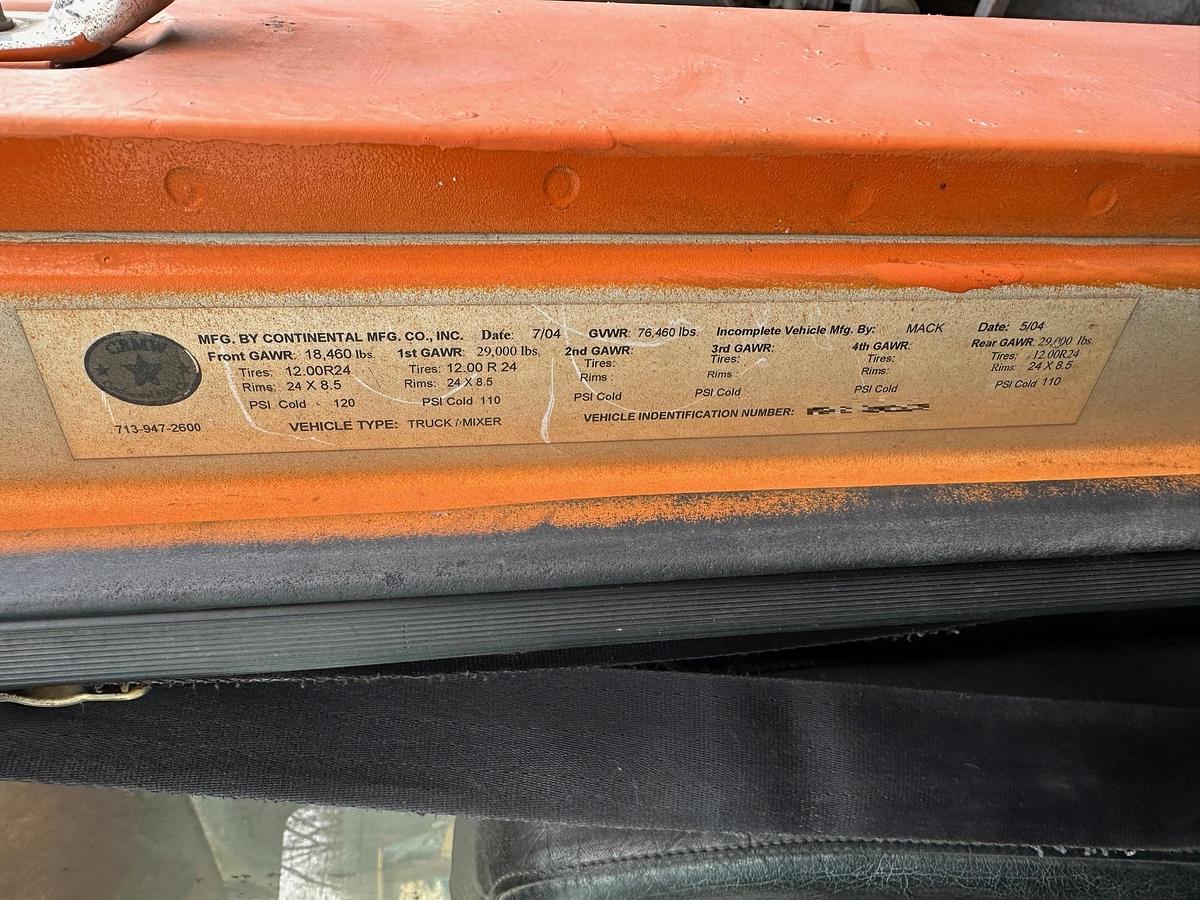 CBMW
MFG. BY CONTINENTAL MFG. CO., INC. Date: 7/04 GVWR: 76,460 lbs. Incomplete Vehicle Mfg. By: MACK Date: 5/04
Front GAWR: 18,460 lbs. 1st GAWR: 29,000 lbs. 2nd GAWR: 3rd GAWR: 4th GAWR: Rear GAWR: 29,000 lbs.
Tires: 12.00R24 Tires: 12.00 R 24 Tires: Tires: Tires: Tires: 12.00R24
Rims: 24 X 8.5 Rims: 24 X 8.5 Rims : Rims : Rims: Rims: 24 X 8.5
PSI Cold 120 PSI Cold 110 PSI Cold PSI Cold PSI Cold PSI Cold 110
713-947-2600 VEHICLE TYPE: TRUCK / MIXER VEHICLE INDENTIFICATION NUMBER: